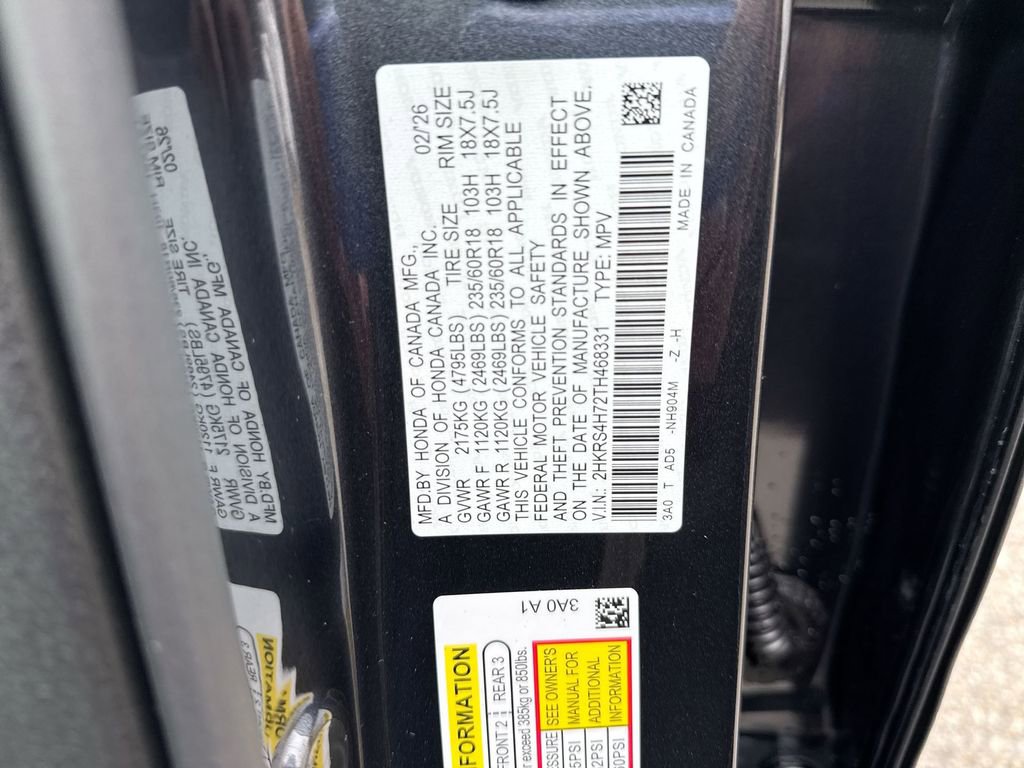 MFD.BY HONDA OF CANADA MFG.,
A DIVISION OF HONDA CANADA INC. 02/'26
GVWR 2175KG (4795LBS) TIRE SIZE RIM SIZE
GAWR F 1120KG (2469LBS) 235/60R18 103H 18X7.5J
GAWR R 1120KG (2469LBS) 235/60R18 103H 18X7.5J
THIS VEHICLE CONFORMS TO ALL APPLICABLE
FEDERAL MOTOR VEHICLE SAFETY
AND THEFT PREVENTION STANDARDS IN EFFECT
ON THE DATE OF MANUFACTURE SHOWN ABOVE.
V.I.N.: 2HKRS4H72TH468331 TYPE: MPV
3A0 T AD5 -NH904M -Z -H MADE IN CANADA
3A0 A1
FRONT 2 REAR 3
exceed 385kg or 850lbs.
SEE OWNER'S
MANUAL FOR
ADDITIONAL
INFORMATION